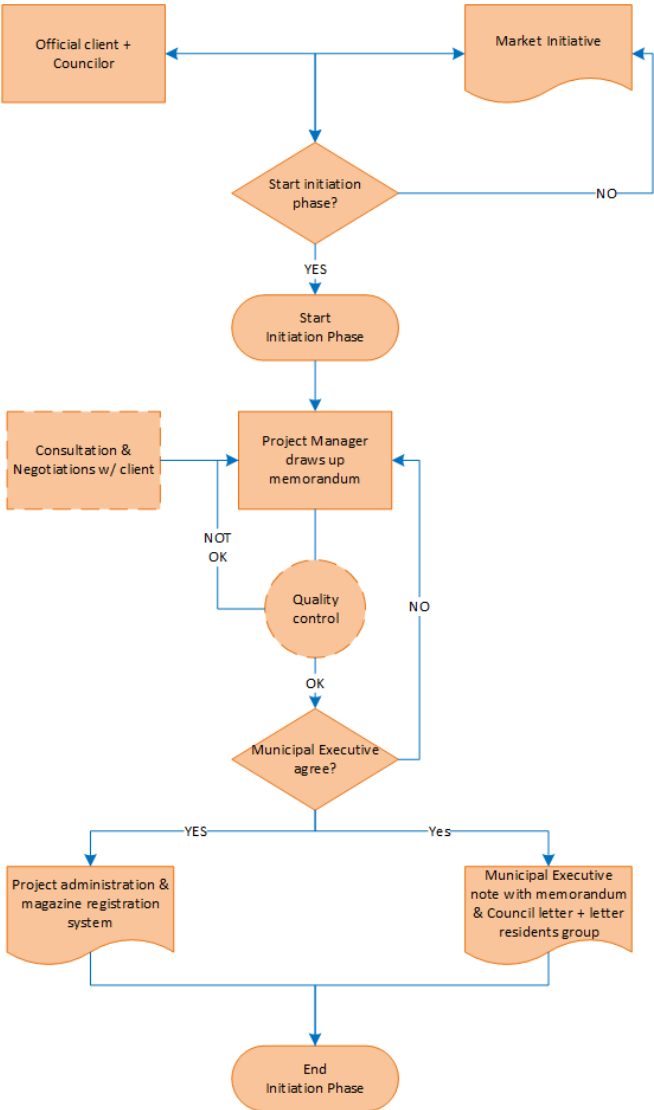 Official client +
Councilor
Market Initiative
Start initiation
phase?
NO
YES
Start
Initiation Phase
Consultation &
Negotiations w/ client
Project Manager
draws up
memorandum
NOT
OK
Quality
control
NO
OK
Municipal Executive
agree?
YES
Yes
Project administration &
magazine registration
system
Municipal Executive
note with memorandum
& Council letter + letter
residents group
End
Initiation Phase